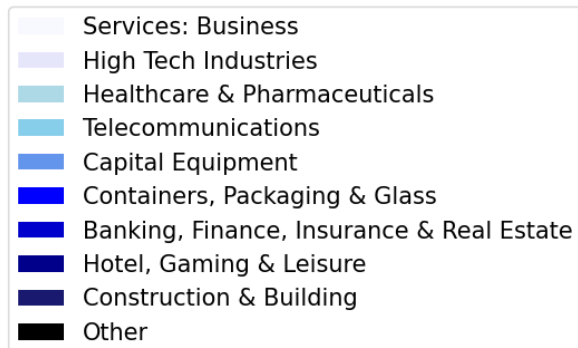 Services: Business
High Tech Industries
Healthcare & Pharmaceuticals
Telecommunications
Capital Equipment
Containers, Packaging & Glass
Banking, Finance, Insurance & Real Estate
Hotel, Gaming & Leisure
Construction & Building
Other